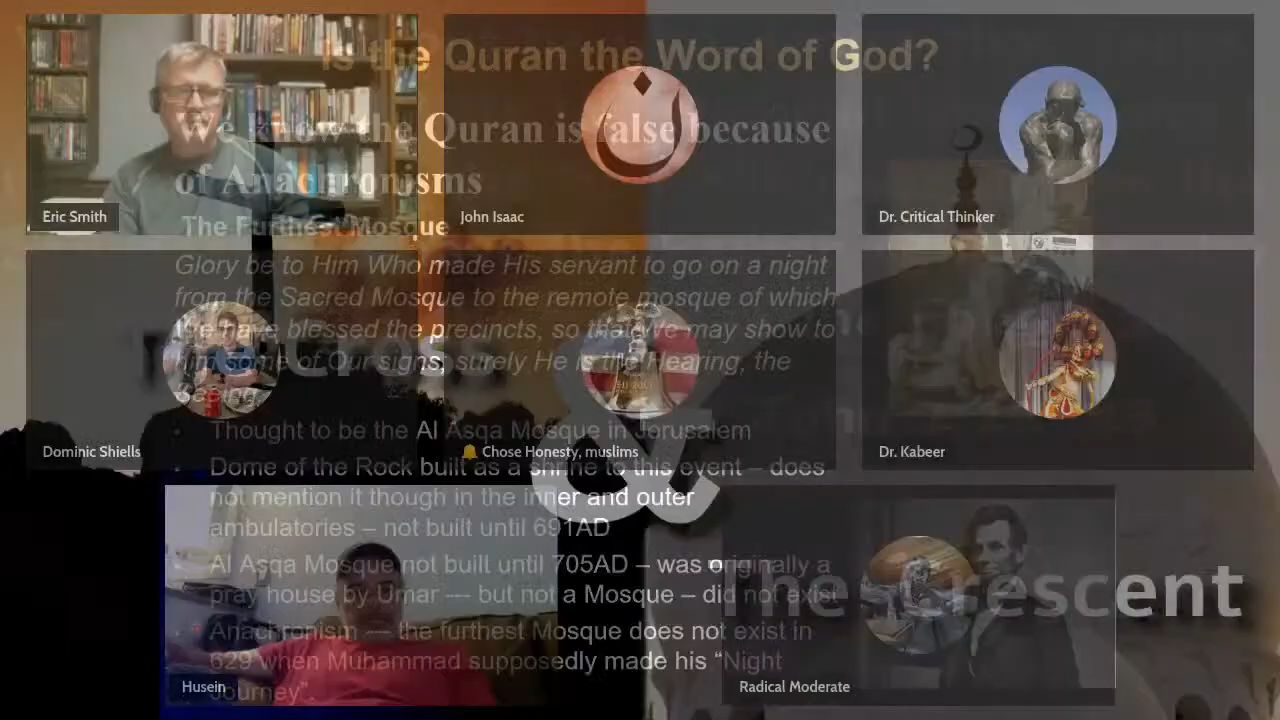 Is the Quran the Word of God?
We know the Quran is false because
of Anachronisms
The Furthest Mosque
Glory be to Him Who made His servant to go on a night
from the Sacred Mosque to the remote mosque of which
We have blessed the precincts, so that We may show to
him some of Our signs; surely He is the Hearing, the
Seeing.
Thought to be the Al Asqa Mosque in Jerusalem
Dome of the Rock built as a shrine to this event – does
not mention it though in the inner and outer
ambulatories – not built until 691AD
Al Asqa Mosque not built until 705AD – was originally a
pray house by Umar –- but not a Mosque – did not exist
Anachronism –- the furthest Mosque does not exist in
629 when Muhammad supposedly made his “Night
Journey”.
Eric Smith
John Isaac
Dr. Critical Thinker
Dominic Shiells
Chose Honesty, muslims
Dr. Kabeer
Husein
Radical Moderate
The Cross
&
The Crescent